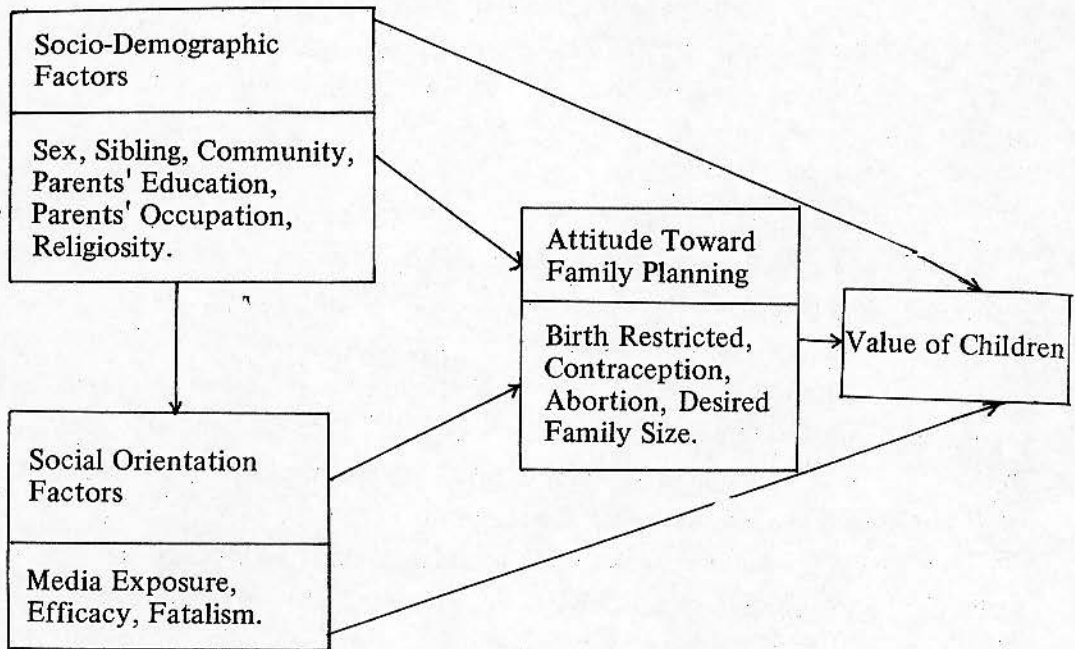 Socio-Demographic
Factors
Sex, Sibling, Community,
Parents' Education,
Parents' Occupation,
Religiosity.
Attitude Toward
Family Planning
Birth Restricted,
Contraception,
Abortion, Desired
Family Size.
Value of Children
Social Orientation
Factors
Media Exposure,
Efficacy, Fatalism.